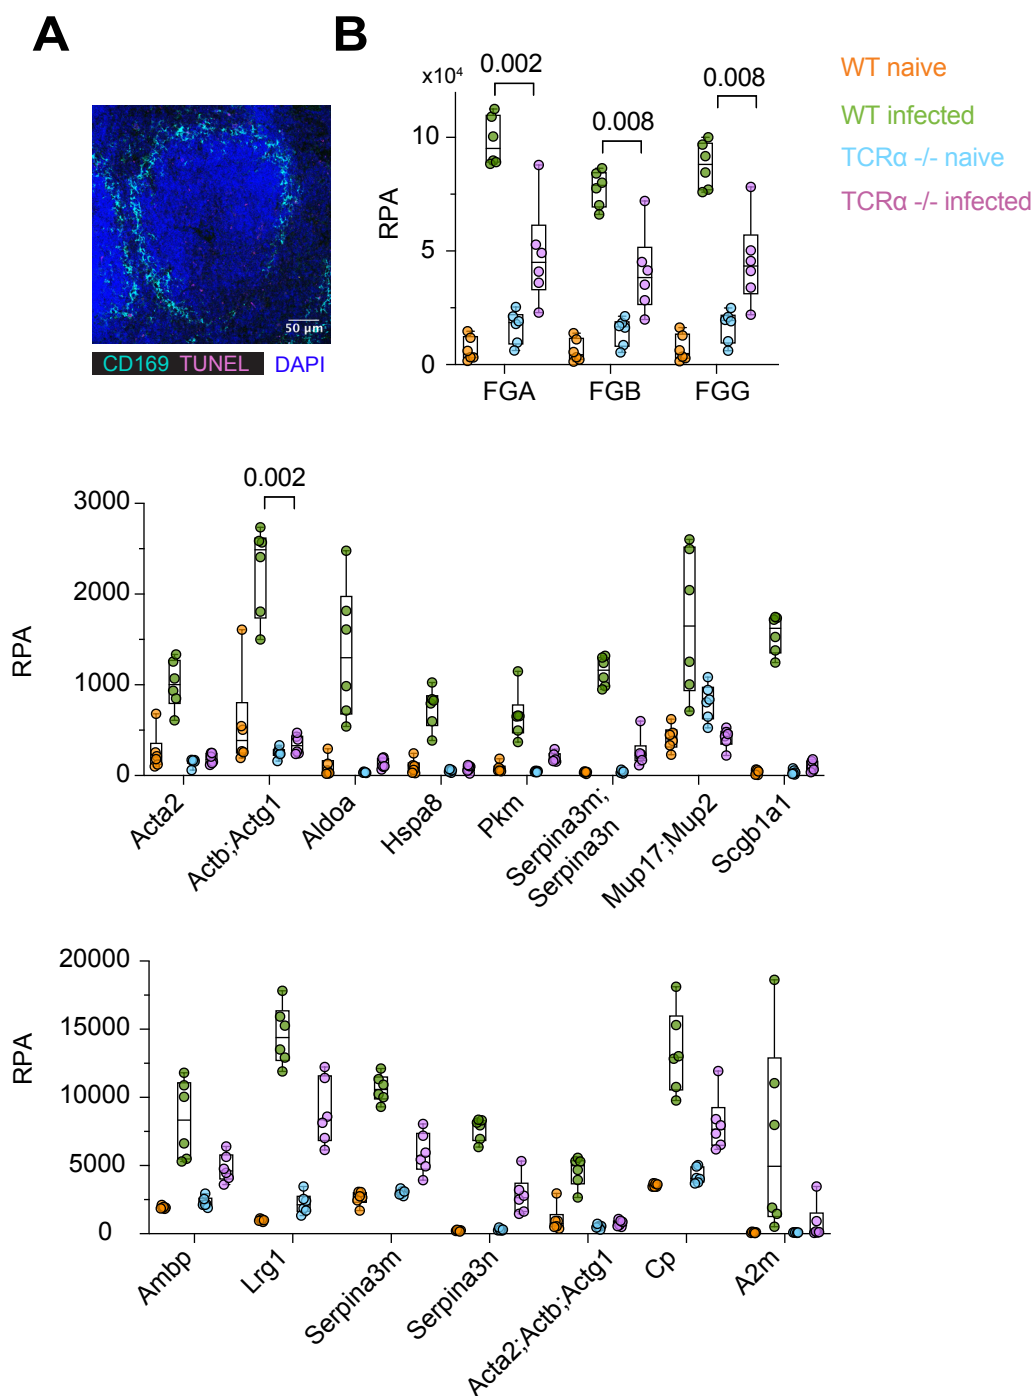 A
B
50 µm
CD169 TUNEL DAPI
WT naive
WT infected
TCRα -/- naive
TCRα -/- infected
x10⁴
0.002
0.008
0.008
RPA
10
5
0
FGA FGB FGG
0.002
RPA
3000
2000
1000
0
Acta2
Actb;Actg1
Aldoa
Hspa8
Pkm
Serpina3m;
Serpina3n
Mup17;Mup2
Scgb1a1
RPA
20000
15000
10000
5000
0
Ambp
Lrg1
Serpina3m
Serpina3n
Acta2;Actb;Actg1
Cp
A2m